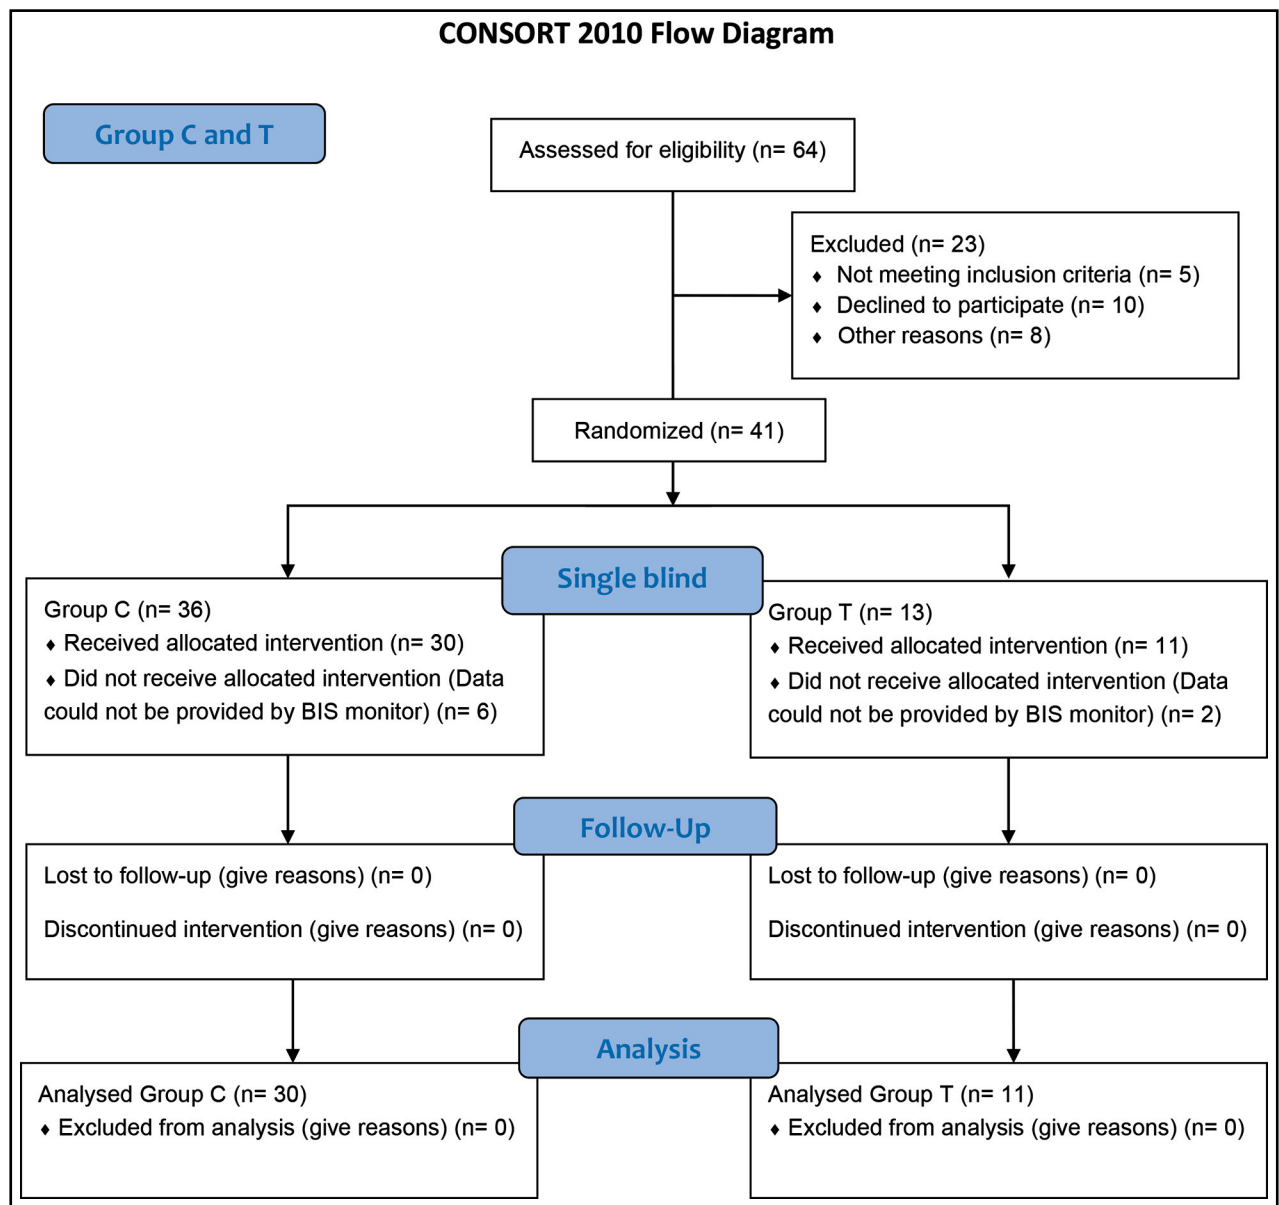 CONSORT 2010 Flow Diagram
Group C and T
Assessed for eligibility (n= 64)
Excluded (n= 23)
♦ Not meeting inclusion criteria (n= 5)
♦ Declined to participate (n= 10)
♦ Other reasons (n= 8)
Randomized (n= 41)
Single blind
Group C (n= 36)
♦ Received allocated intervention (n= 30)
♦ Did not receive allocated intervention (Data
could not be provided by BIS monitor) (n= 6)
Group T (n= 13)
♦ Received allocated intervention (n= 11)
♦ Did not receive allocated intervention (Data
could not be provided by BIS monitor) (n= 2)
Follow-Up
Lost to follow-up (give reasons) (n= 0)
Discontinued intervention (give reasons) (n= 0)
Lost to follow-up (give reasons) (n= 0)
Discontinued intervention (give reasons) (n= 0)
Analysis
Analysed Group C (n= 30)
♦ Excluded from analysis (give reasons) (n= 0)
Analysed Group T (n= 11)
♦ Excluded from analysis (give reasons) (n= 0)